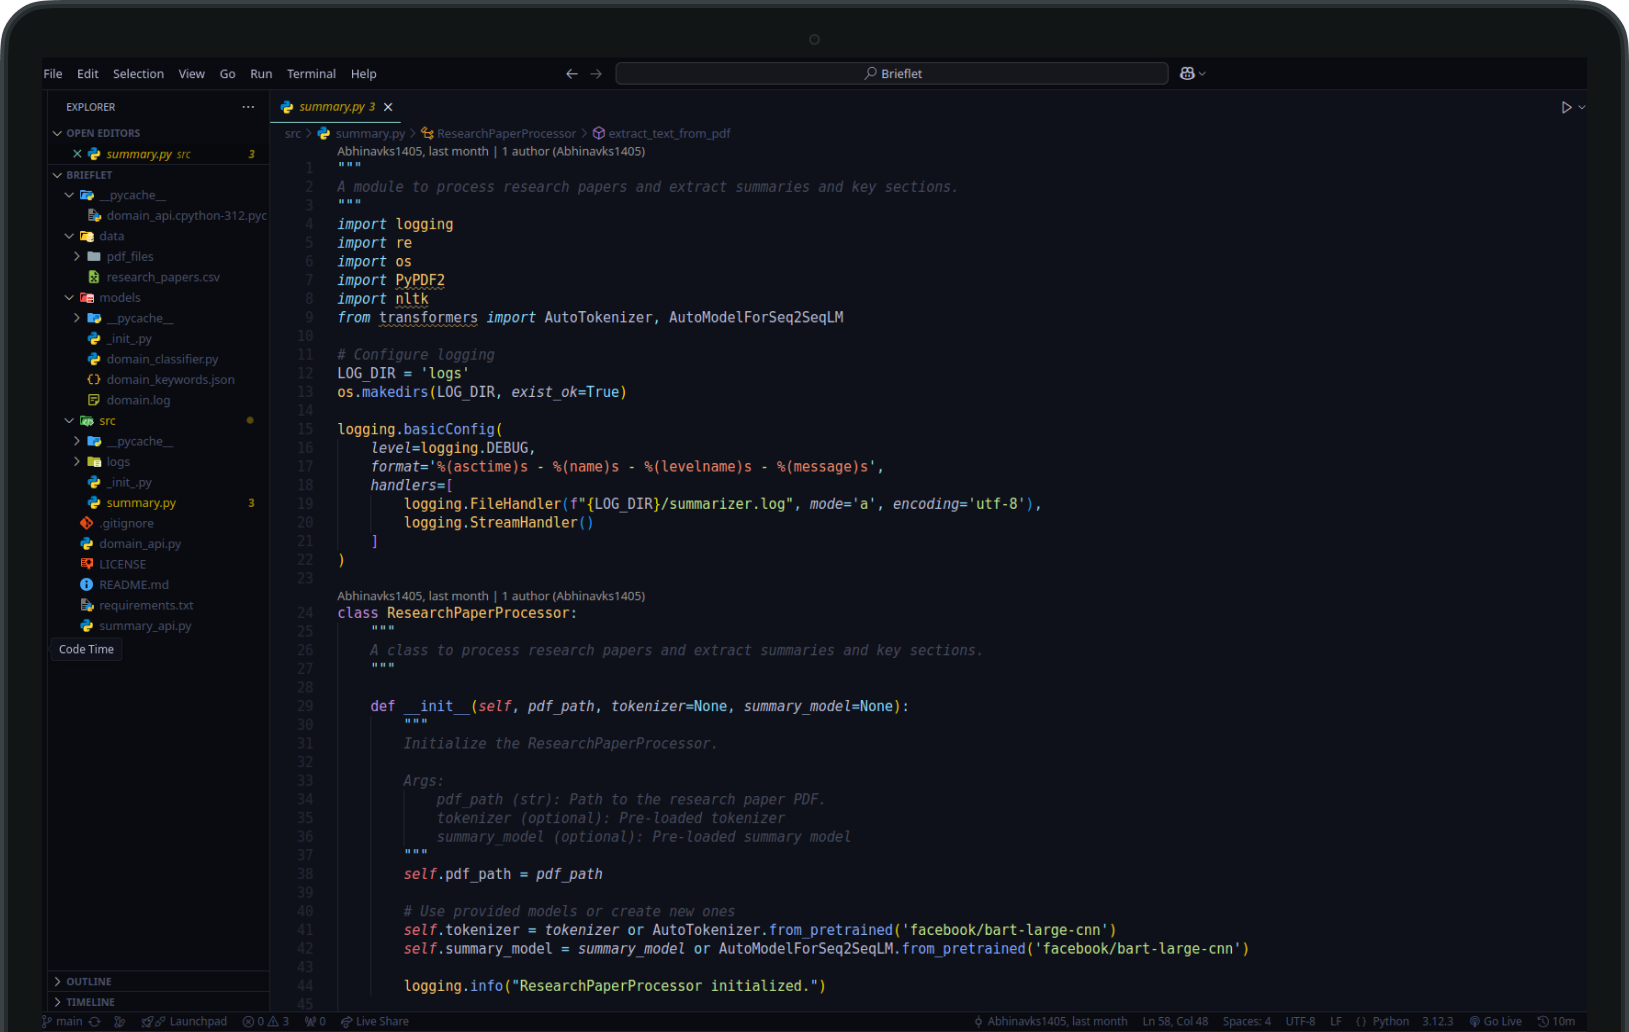 File Edit Selection View Go Run Terminal Help
Brieflet
EXPLORER
OPEN EDITORS
summary.py src 3
BRIEFLET
__pycache__
domain_api.cpython-312.pyc
data
pdf_files
research_papers.csv
models
__pycache__
_init_.py
domain_classifier.py
domain_keywords.json
domain.log
src
__pycache__
logs
_init_.py
summary.py 3
.gitignore
domain_api.py
LICENSE
README.md
requirements.txt
summary_api.py
Code Time
OUTLINE
TIMELINE
summary.py 3
src > summary.py > ResearchPaperProcessor > extract_text_from_pdf
Abhinavks1405, last month | 1 author (Abhinavks1405)
1 """
2 A module to process research papers and extract summaries and key sections.
3 """
4 import logging
5 import re
6 import os
7 import PyPDF2
8 import nltk
9 from transformers import AutoTokenizer, AutoModelForSeq2SeqLM
10
11 # Configure logging
12 LOG_DIR = 'logs'
13 os.makedirs(LOG_DIR, exist_ok=True)
14
15 logging.basicConfig(
16 level=logging.DEBUG,
17 format='%(asctime)s - %(name)s - %(levelname)s - %(message)s',
18 handlers=[
19 logging.FileHandler(f"{LOG_DIR}/summarizer.log", mode='a', encoding='utf-8'),
20 logging.StreamHandler()
21 ]
22 )
23
Abhinavks1405, last month | 1 author (Abhinavks1405)
24 class ResearchPaperProcessor:
25 """
26 A class to process research papers and extract summaries and key sections.
27 """
28
29 def __init__(self, pdf_path, tokenizer=None, summary_model=None):
30 """
31 Initialize the ResearchPaperProcessor.
32
33 Args:
34 pdf_path (str): Path to the research paper PDF.
35 tokenizer (optional): Pre-loaded tokenizer
36 summary_model (optional): Pre-loaded summary model
37 """
38 self.pdf_path = pdf_path
39
40 # Use provided models or create new ones
41 self.tokenizer = tokenizer or AutoTokenizer.from_pretrained('facebook/bart-large-cnn')
42 self.summary_model = summary_model or AutoModelForSeq2SeqLM.from_pretrained('facebook/bart-large-cnn')
43
44 logging.info("ResearchPaperProcessor initialized.")
45
main Launchpad 0 3 0 Live Share Abhinavks1405, last month Ln 58, Col 48 Spaces: 4 UTF-8 LF {} Python 3.12.3 Go Live 10m